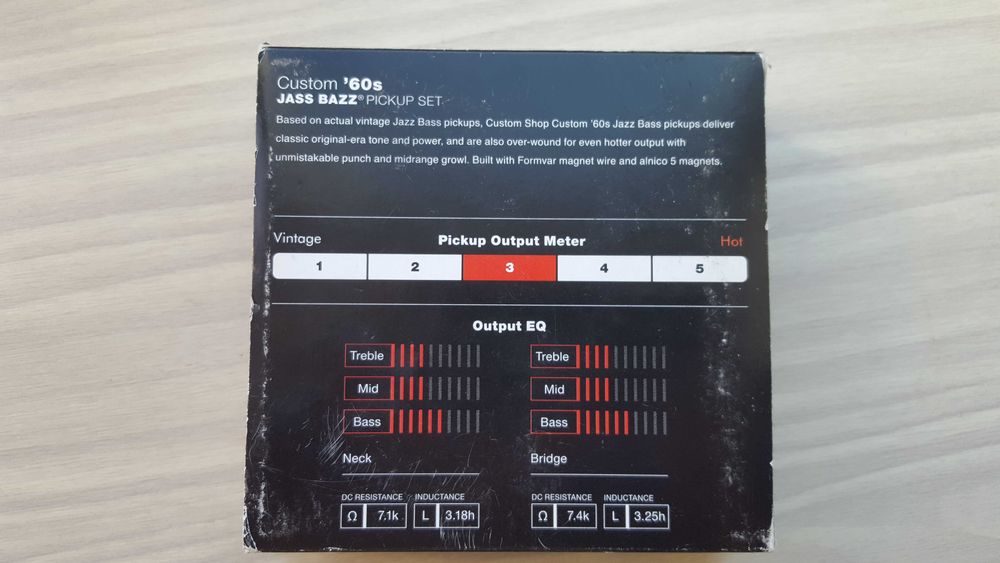 Custom '60s
JASS BAZZ® PICKUP SET
Based on actual vintage Jazz Bass pickups, Custom Shop Custom '60s Jazz Bass pickups deliver
classic original-era tone and power, and are also over-wound for even hotter output with
unmistakable punch and midrange growl. Built with Formvar magnet wire and alnico 5 magnets.
Vintage Pickup Output Meter Hot
1 2 3 4 5
Output EQ
Treble Treble
Mid Mid
Bass Bass
Neck Bridge
DC RESISTANCE INDUCTANCE DC RESISTANCE INDUCTANCE
Ω 7.1k L 3.18h Ω 7.4k L 3.25h